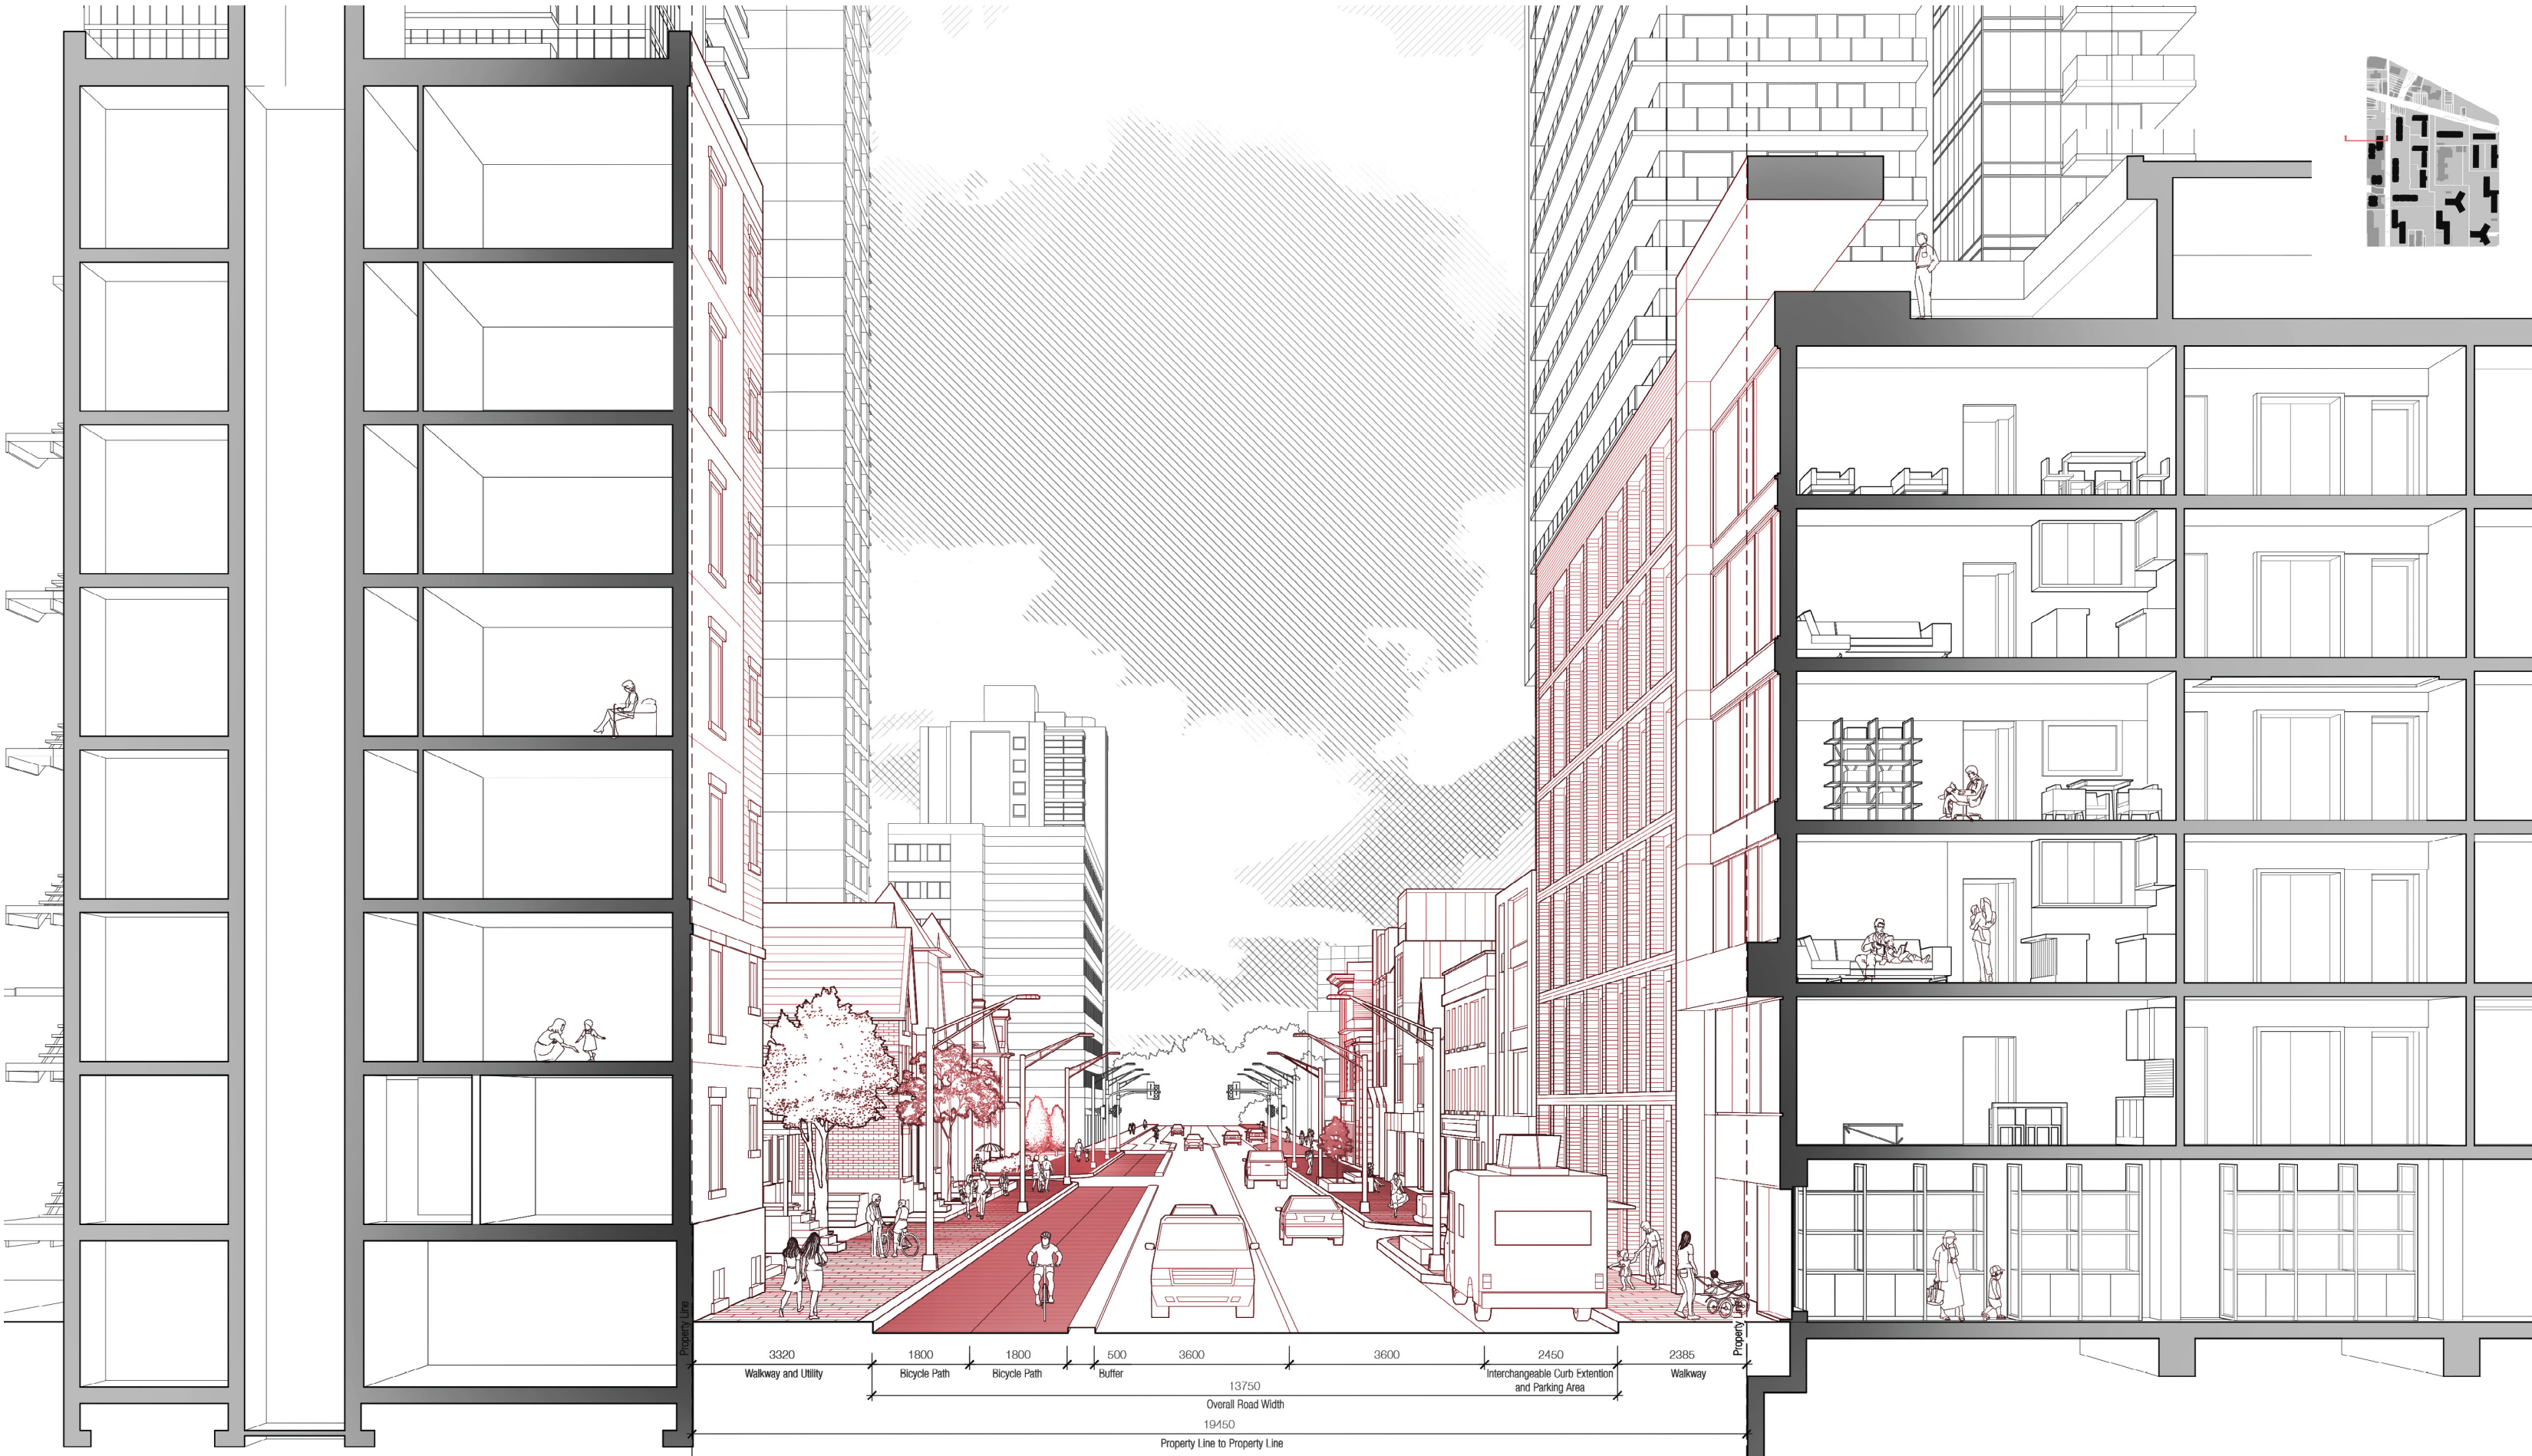 Property Line
Property Line
3320
1800
1800
500
3600
3600
2450
2385
Walkway and Utility
Bicycle Path
Bicycle Path
Buffer
Interchangeable Curb Extention
and Parking Area
Walkway
13750
Overall Road Width
19450
Property Line to Property Line